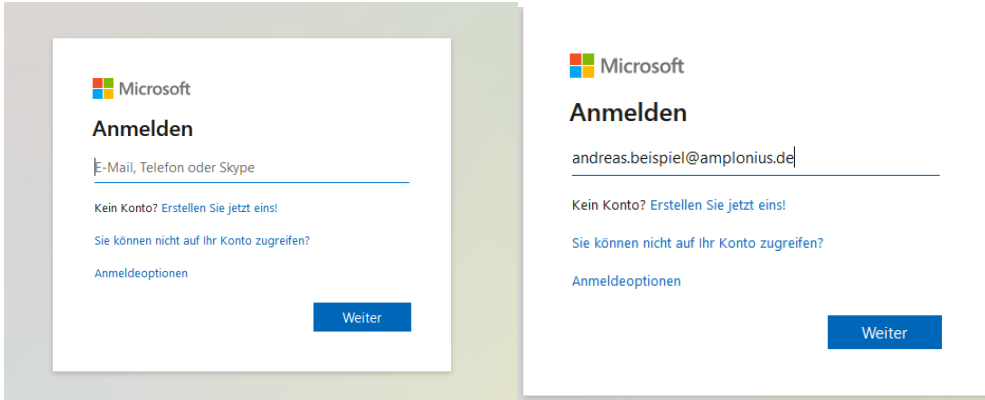 Microsoft
Anmelden
E-Mail, Telefon oder Skype
Kein Konto? Erstellen Sie jetzt eins!
Sie können nicht auf Ihr Konto zugreifen?
Anmeldeoptionen
Weiter
Microsoft
Anmelden
andreas.beispiel@amplonius.de
Kein Konto? Erstellen Sie jetzt eins!
Sie können nicht auf Ihr Konto zugreifen?
Anmeldeoptionen
Weiter